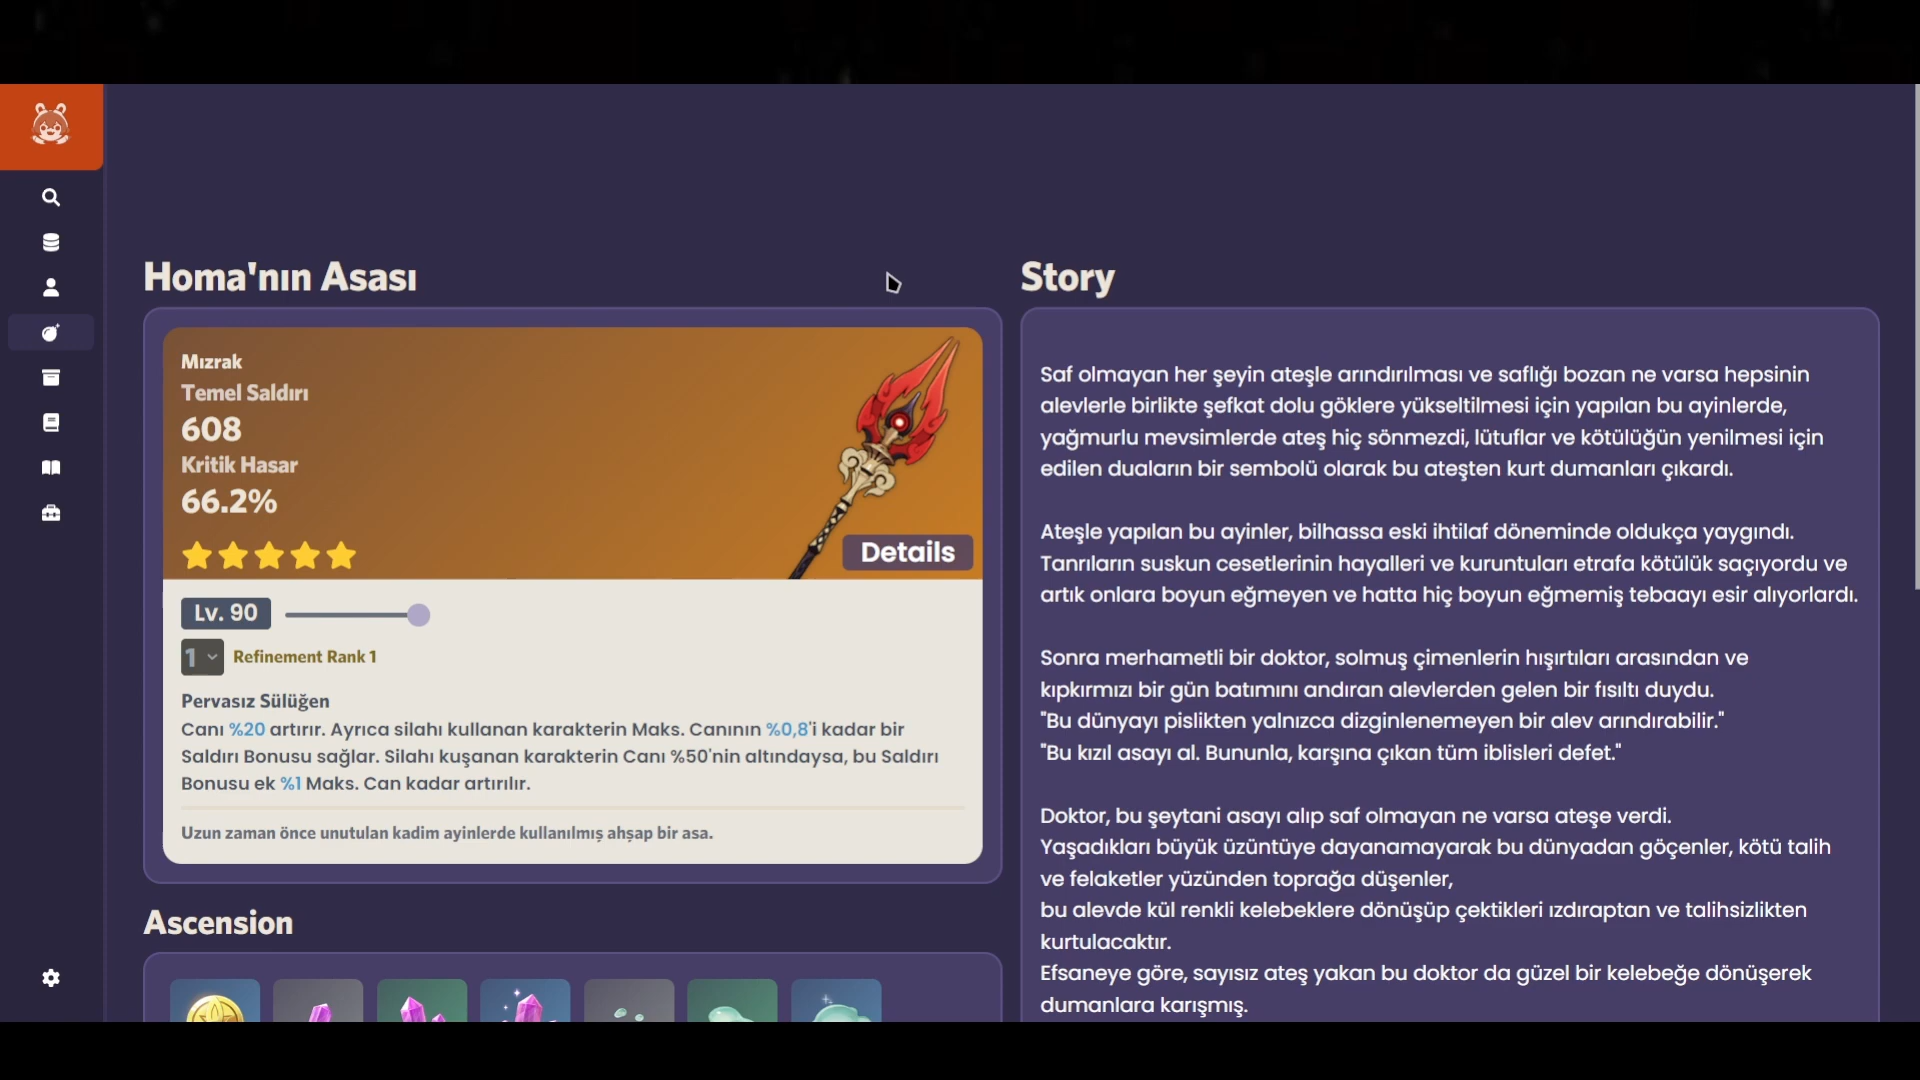 Homa'nın Asası
Mızrak
Temel Saldırı
608
Kritik Hasar
66.2%
Details
Lv. 90
1
Refinement Rank 1
Pervasız Sülüğen
Canı %20 artırır. Ayrıca silahı kullanan karakterin Maks. Canının %0,8'i kadar bir
Saldırı Bonusu sağlar. Silahı kuşanan karakterin Canı %50'nin altındaysa, bu Saldırı
Bonusu ek %1 Maks. Can kadar artırılır.
Uzun zaman önce unutulan kadim ayinlerde kullanılmış ahşap bir asa.
Ascension
Story
Saf olmayan her şeyin ateşle arındırılması ve saflığı bozan ne varsa hepsinin
alevlerle birlikte şefkat dolu göklere yükseltilmesi için yapılan bu ayinlerde,
yağmurlu mevsimlerde ateş hiç sönmezdi, lütuflar ve kötülüğün yenilmesi için
edilen duaların bir sembolü olarak bu ateşten kurt dumanları çıkardı.
Ateşle yapılan bu ayinler, bilhassa eski ihtilaf döneminde oldukça yaygındı.
Tanrıların suskun cesetlerinin hayalleri ve kuruntuları etrafa kötülük saçıyordu ve
artık onlara boyun eğmeyen ve hatta hiç boyun eğmemiş tebaayı esir alıyorlardı.
Sonra merhametli bir doktor, solmuş çimenlerin hışırtıları arasından ve
kıpkırmızı bir gün batımını andıran alevlerden gelen bir fısıltı duydu.
"Bu dünyayı pislikten yalnızca dizginlenemeyen bir alev arındırabilir."
"Bu kızıl asayı al. Bununla, karşına çıkan tüm iblisleri defet."
Doktor, bu şeytani asayı alıp saf olmayan ne varsa ateşe verdi.
Yaşadıkları büyük üzüntüye dayanamayarak bu dünyadan göçenler, kötü talih
ve felaketler yüzünden toprağa düşenler,
bu alevde kül renkli kelebeklere dönüşüp çektikleri ızdıraptan ve talihsizlikten
kurtulacaktır.
Efsaneye göre, sayısız ateş yakan bu doktor da güzel bir kelebeğe dönüşerek
dumanlara karışmış.